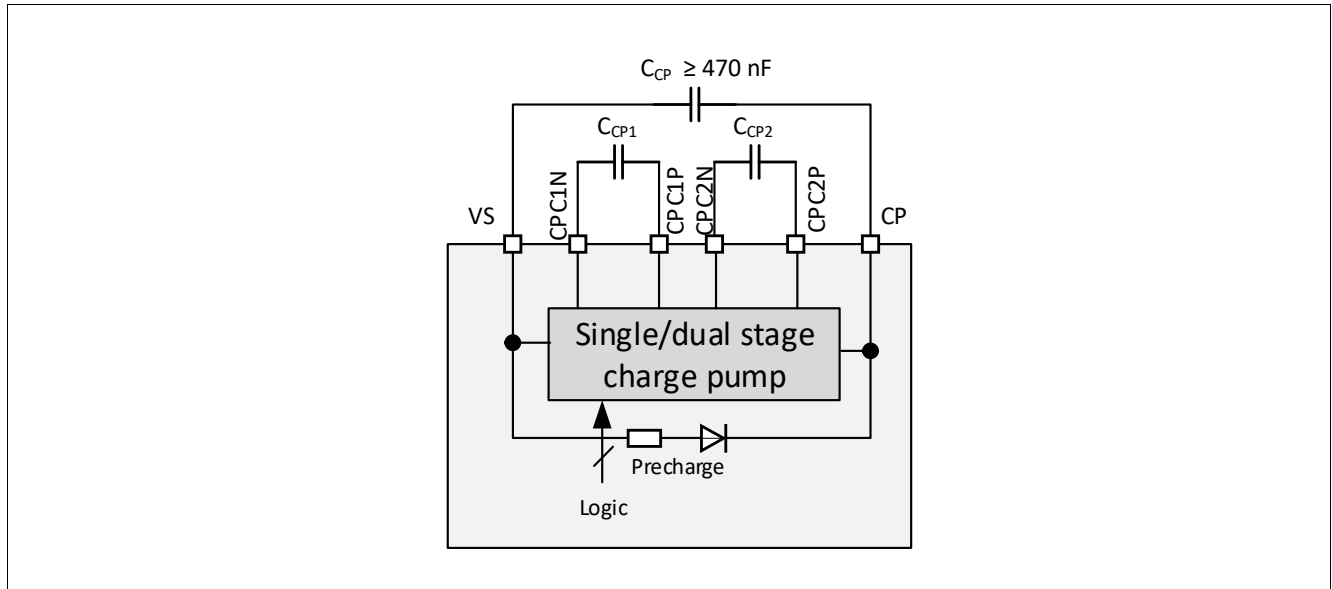 C_CP ≥ 470 nF
C_CP1
C_CP2
CPC1N
CPC1P
CPC2N
CPC2P
VS
CP
Single/dual stage
charge pump
Precharge
Logic